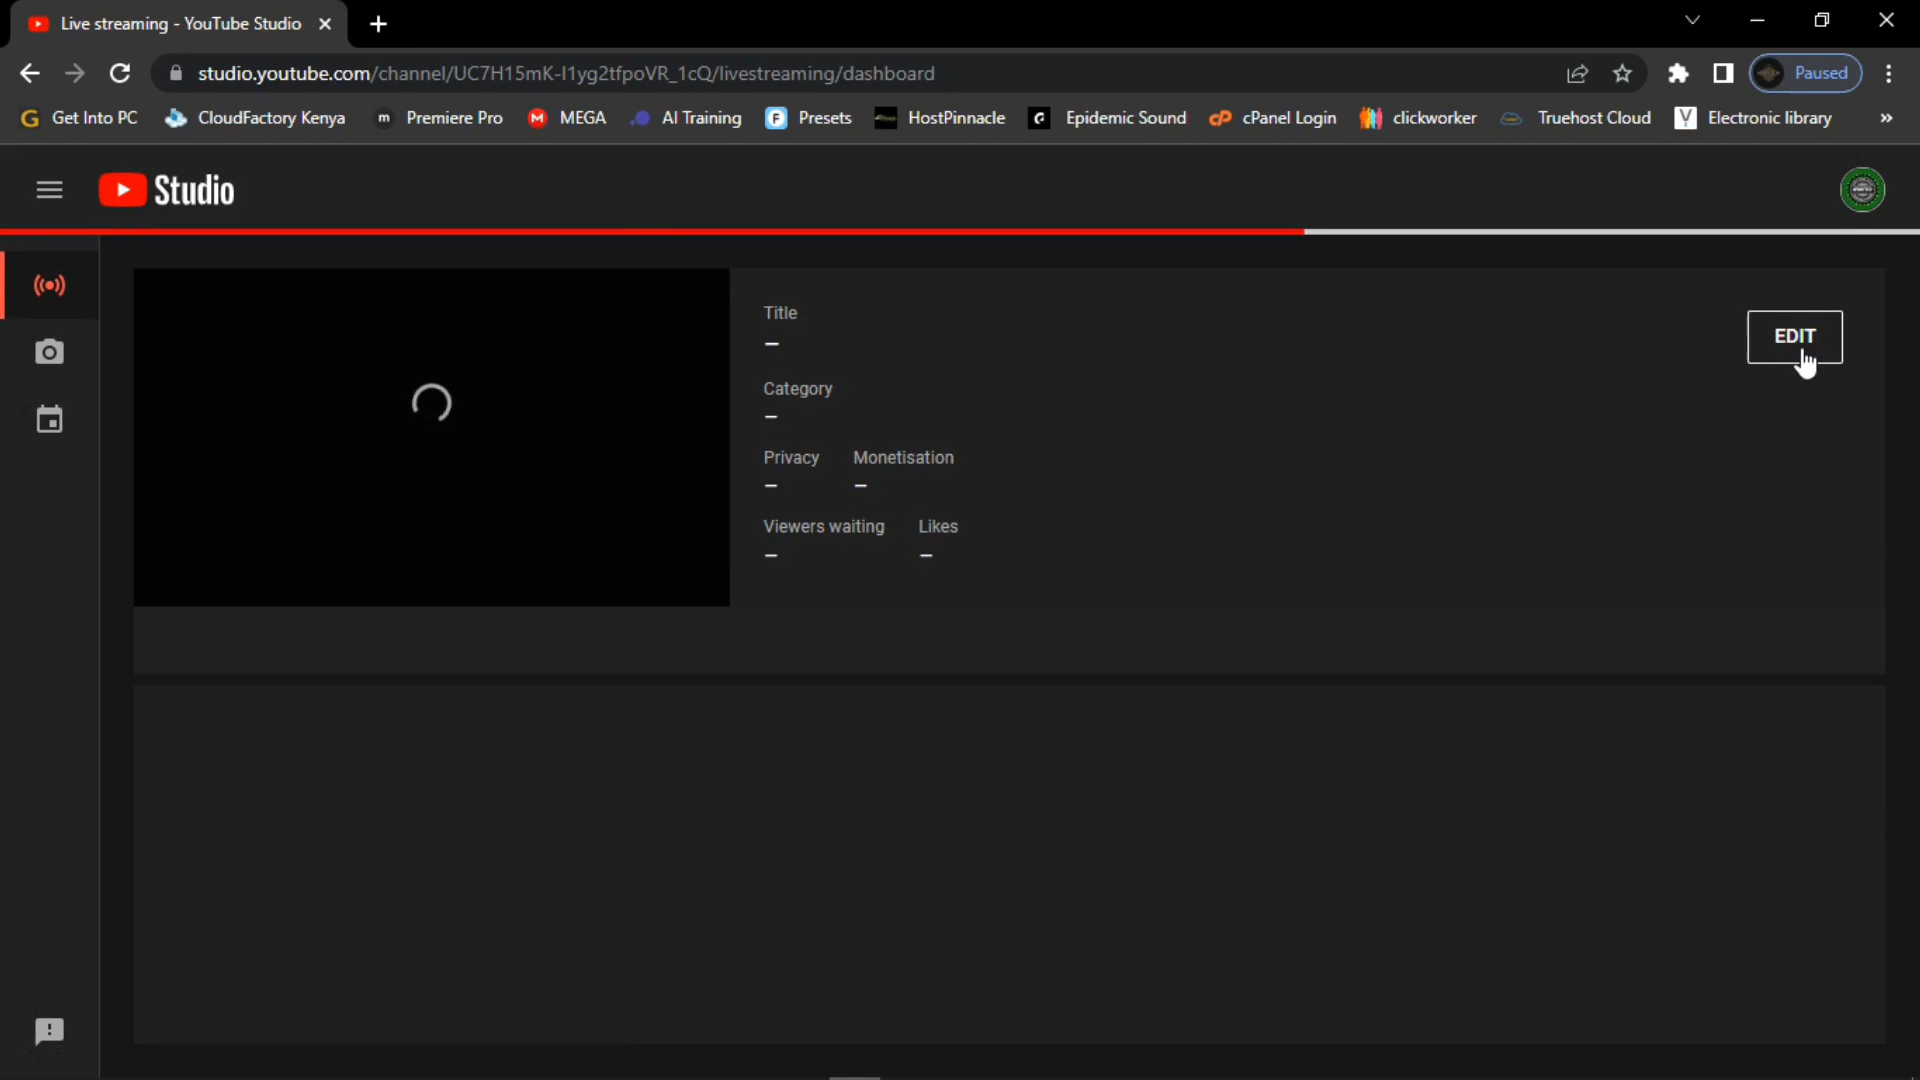 Live streaming - YouTube Studio
studio.youtube.com/channel/UC7H15mK-I1yg2tfpoVR_1cQ/livestreaming/dashboard
Paused
G Get Into PC CloudFactory Kenya m Premiere Pro M MEGA AI Training F Presets HostPinnacle Epidemic Sound cP cPanel Login clickworker Truehost Cloud Y Electronic library »
Studio
Title
–
EDIT
Category
–
Privacy Monetisation
– –
Viewers waiting Likes
– –